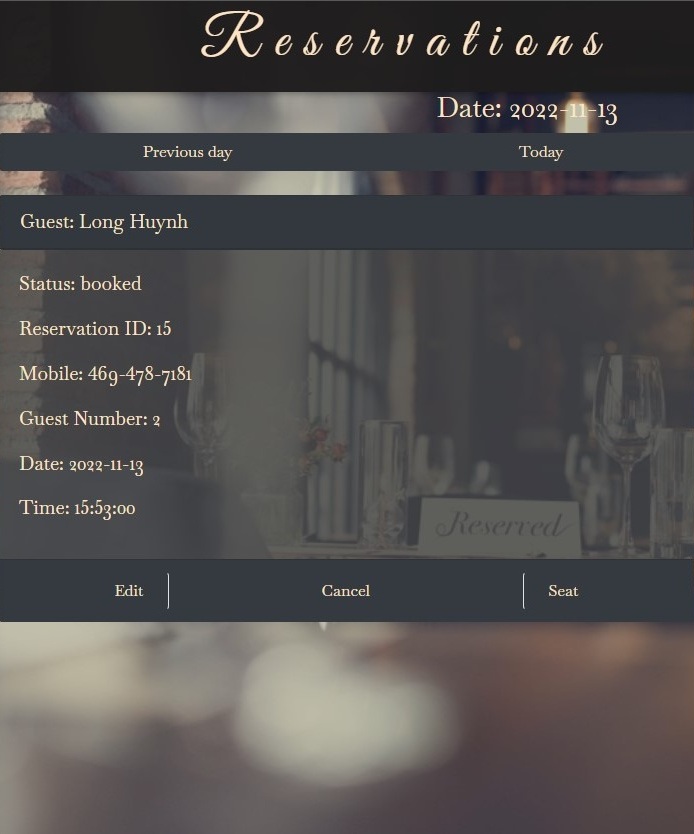 Reservations
Date: 2022-11-13
Previous day Today
Guest: Long Huynh
Status: booked
Reservation ID: 15
Mobile: 469-478-7181
Guest Number: 2
Date: 2022-11-13
Time: 15:53:00
Reserved
Edit Cancel Seat